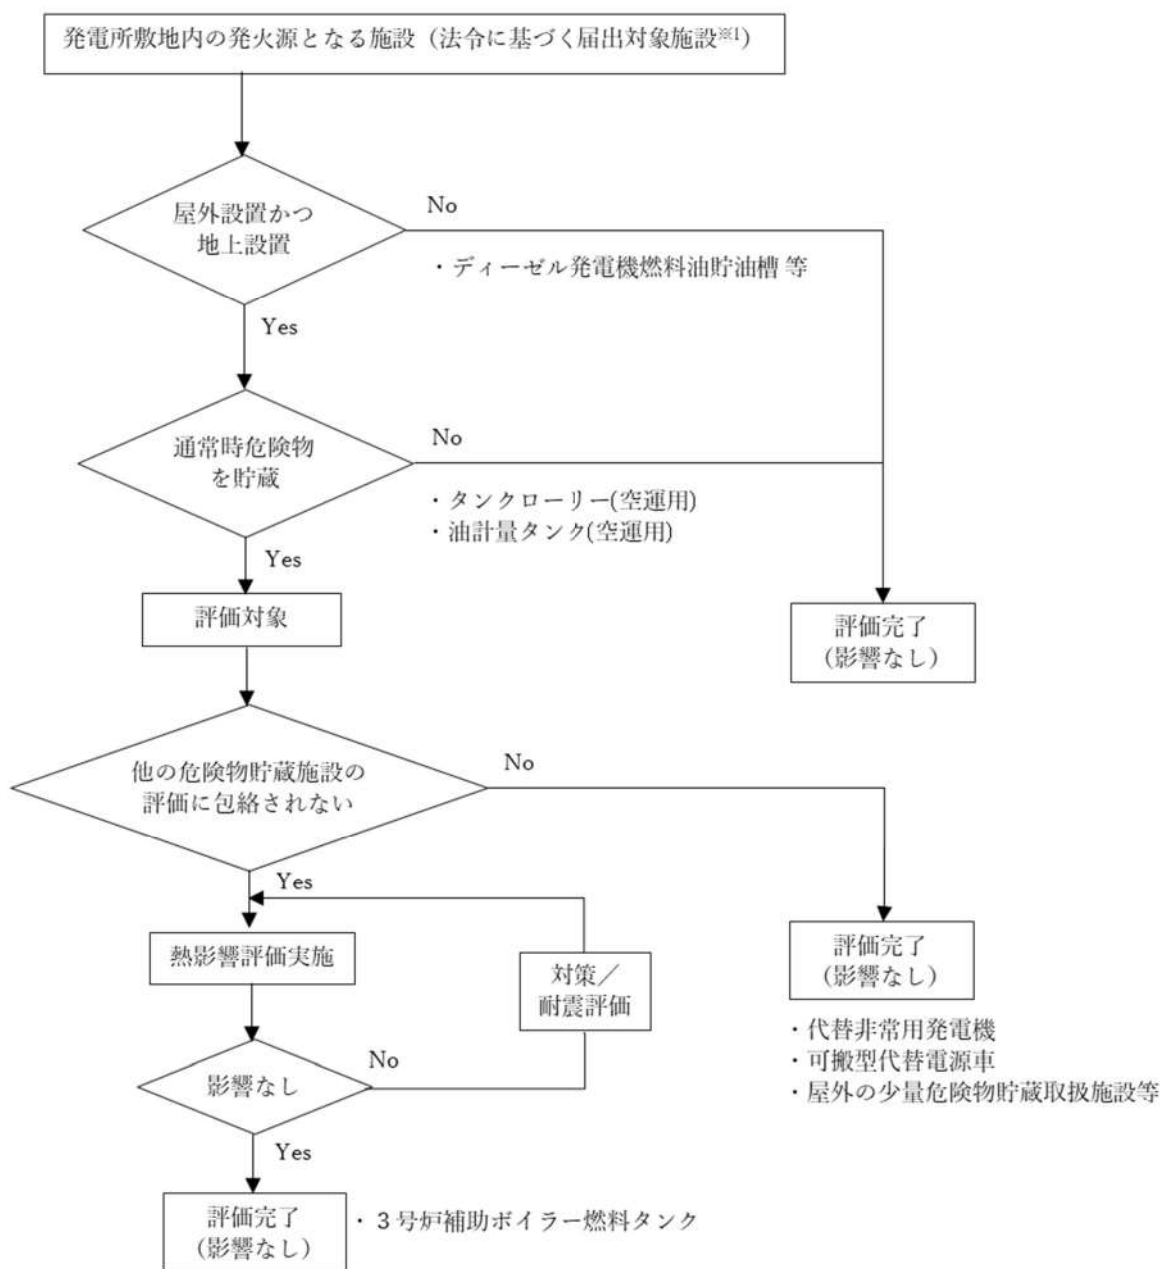 発電所敷地内の発火源となる施設(法令に基づく届出対象施設※1)
屋外設置かつ
地上設置
No
・ディーゼル発電機燃料油貯油槽 等
Yes
通常時危険物
を貯蔵
No
・タンクローリー(空運用)
・油計量タンク(空運用)
Yes
評価対象
評価完了
(影響なし)
他の危険物貯蔵施設の
評価に包絡されない
No
Yes
熱影響評価実施
対策/
耐震評価
評価完了
(影響なし)
・代替非常用発電機
・可搬型代替電源車
・屋外の少量危険物貯蔵取扱施設等
影響なし
No
Yes
評価完了
(影響なし)
・3号炉補助ボイラー燃料タンク